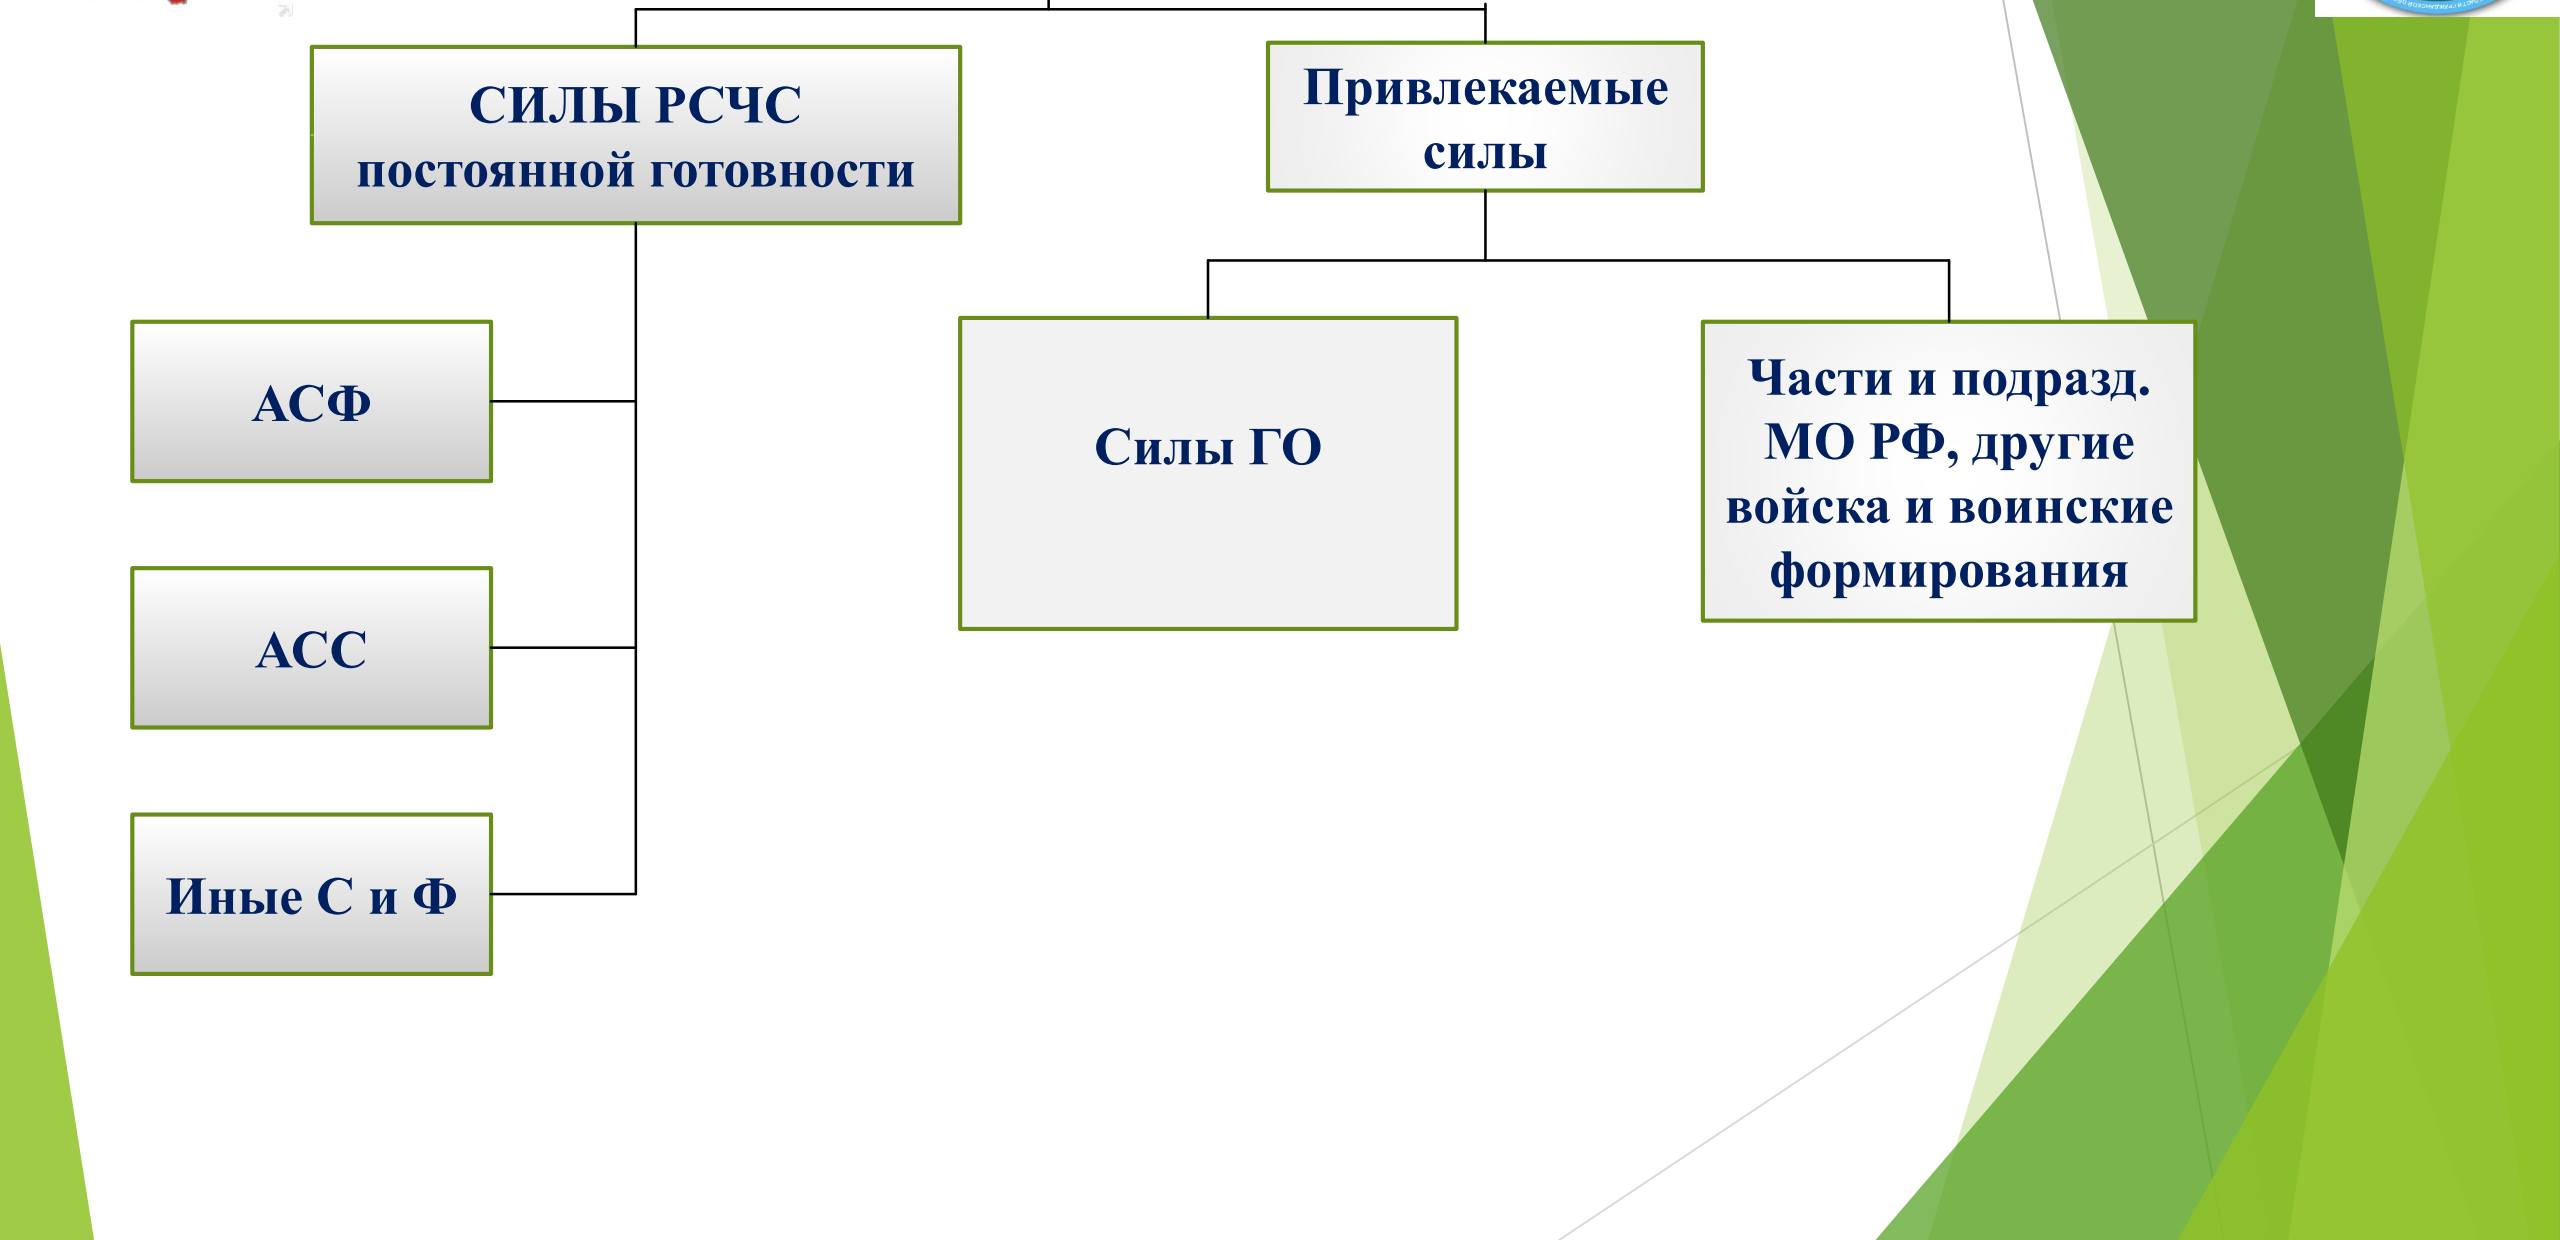 СИЛЫ РСЧС
постоянной готовности
Привлекаемые
силы
АСФ
АСС
Иные С и Ф
Силы ГО
Части и подразд.
МО РФ, другие
войска и воинские
формирования